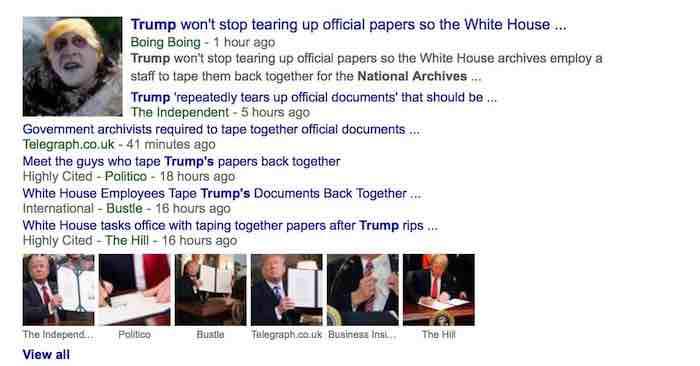 Trump won't stop tearing up official papers so the White House ...
Boing Boing - 1 hour ago
Trump won't stop tearing up official papers so the White House archives employ a
staff to tape them back together for the National Archives ...
Trump 'repeatedly tears up official documents' that should be ...
The Independent - 5 hours ago
Government archivists required to tape together official documents ...
Telegraph.co.uk - 41 minutes ago
Meet the guys who tape Trump's papers back together
Highly Cited - Politico - 18 hours ago
White House Employees Tape Trump's Documents Back Together ...
International - Bustle - 16 hours ago
White House tasks office with taping together papers after Trump rips ...
Highly Cited - The Hill - 16 hours ago
The Independ... Politico Bustle Telegraph.co.uk Business Insi... The Hill
View all